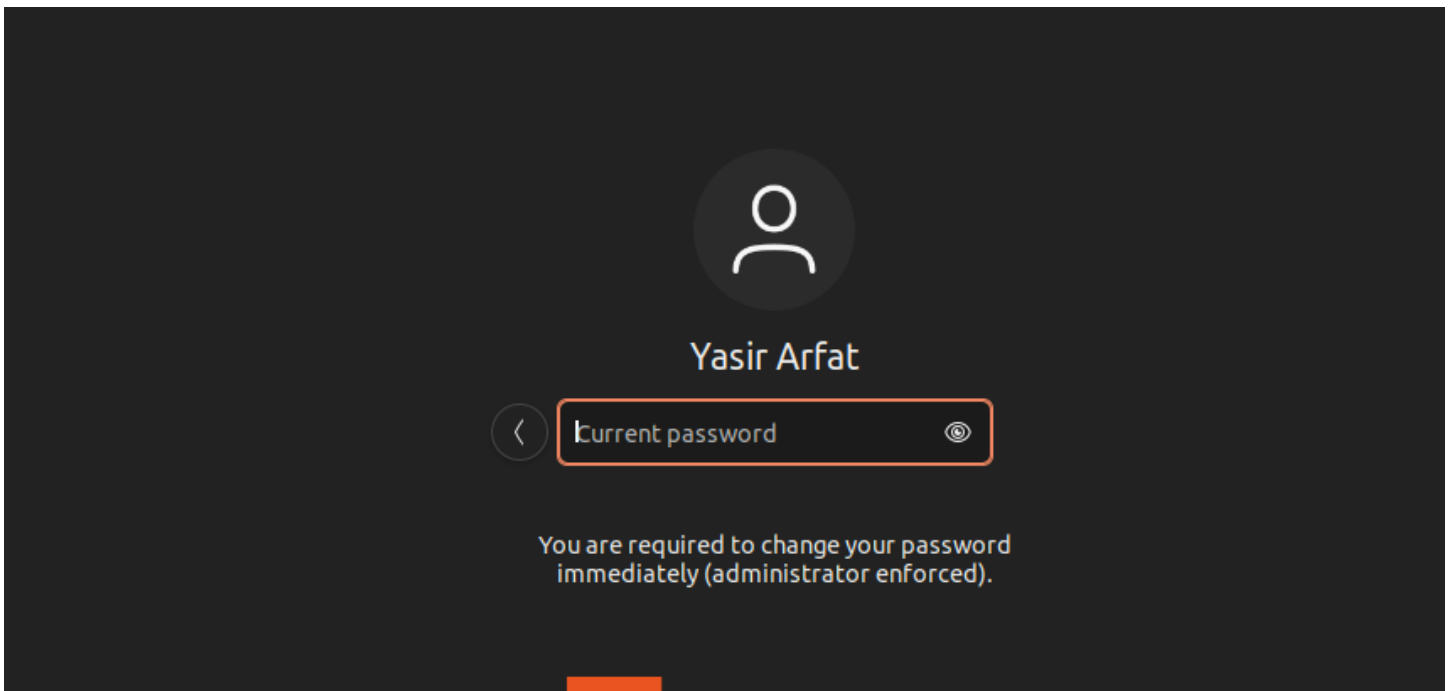 Yasir Arfat
Current password
You are required to change your password
immediately (administrator enforced).